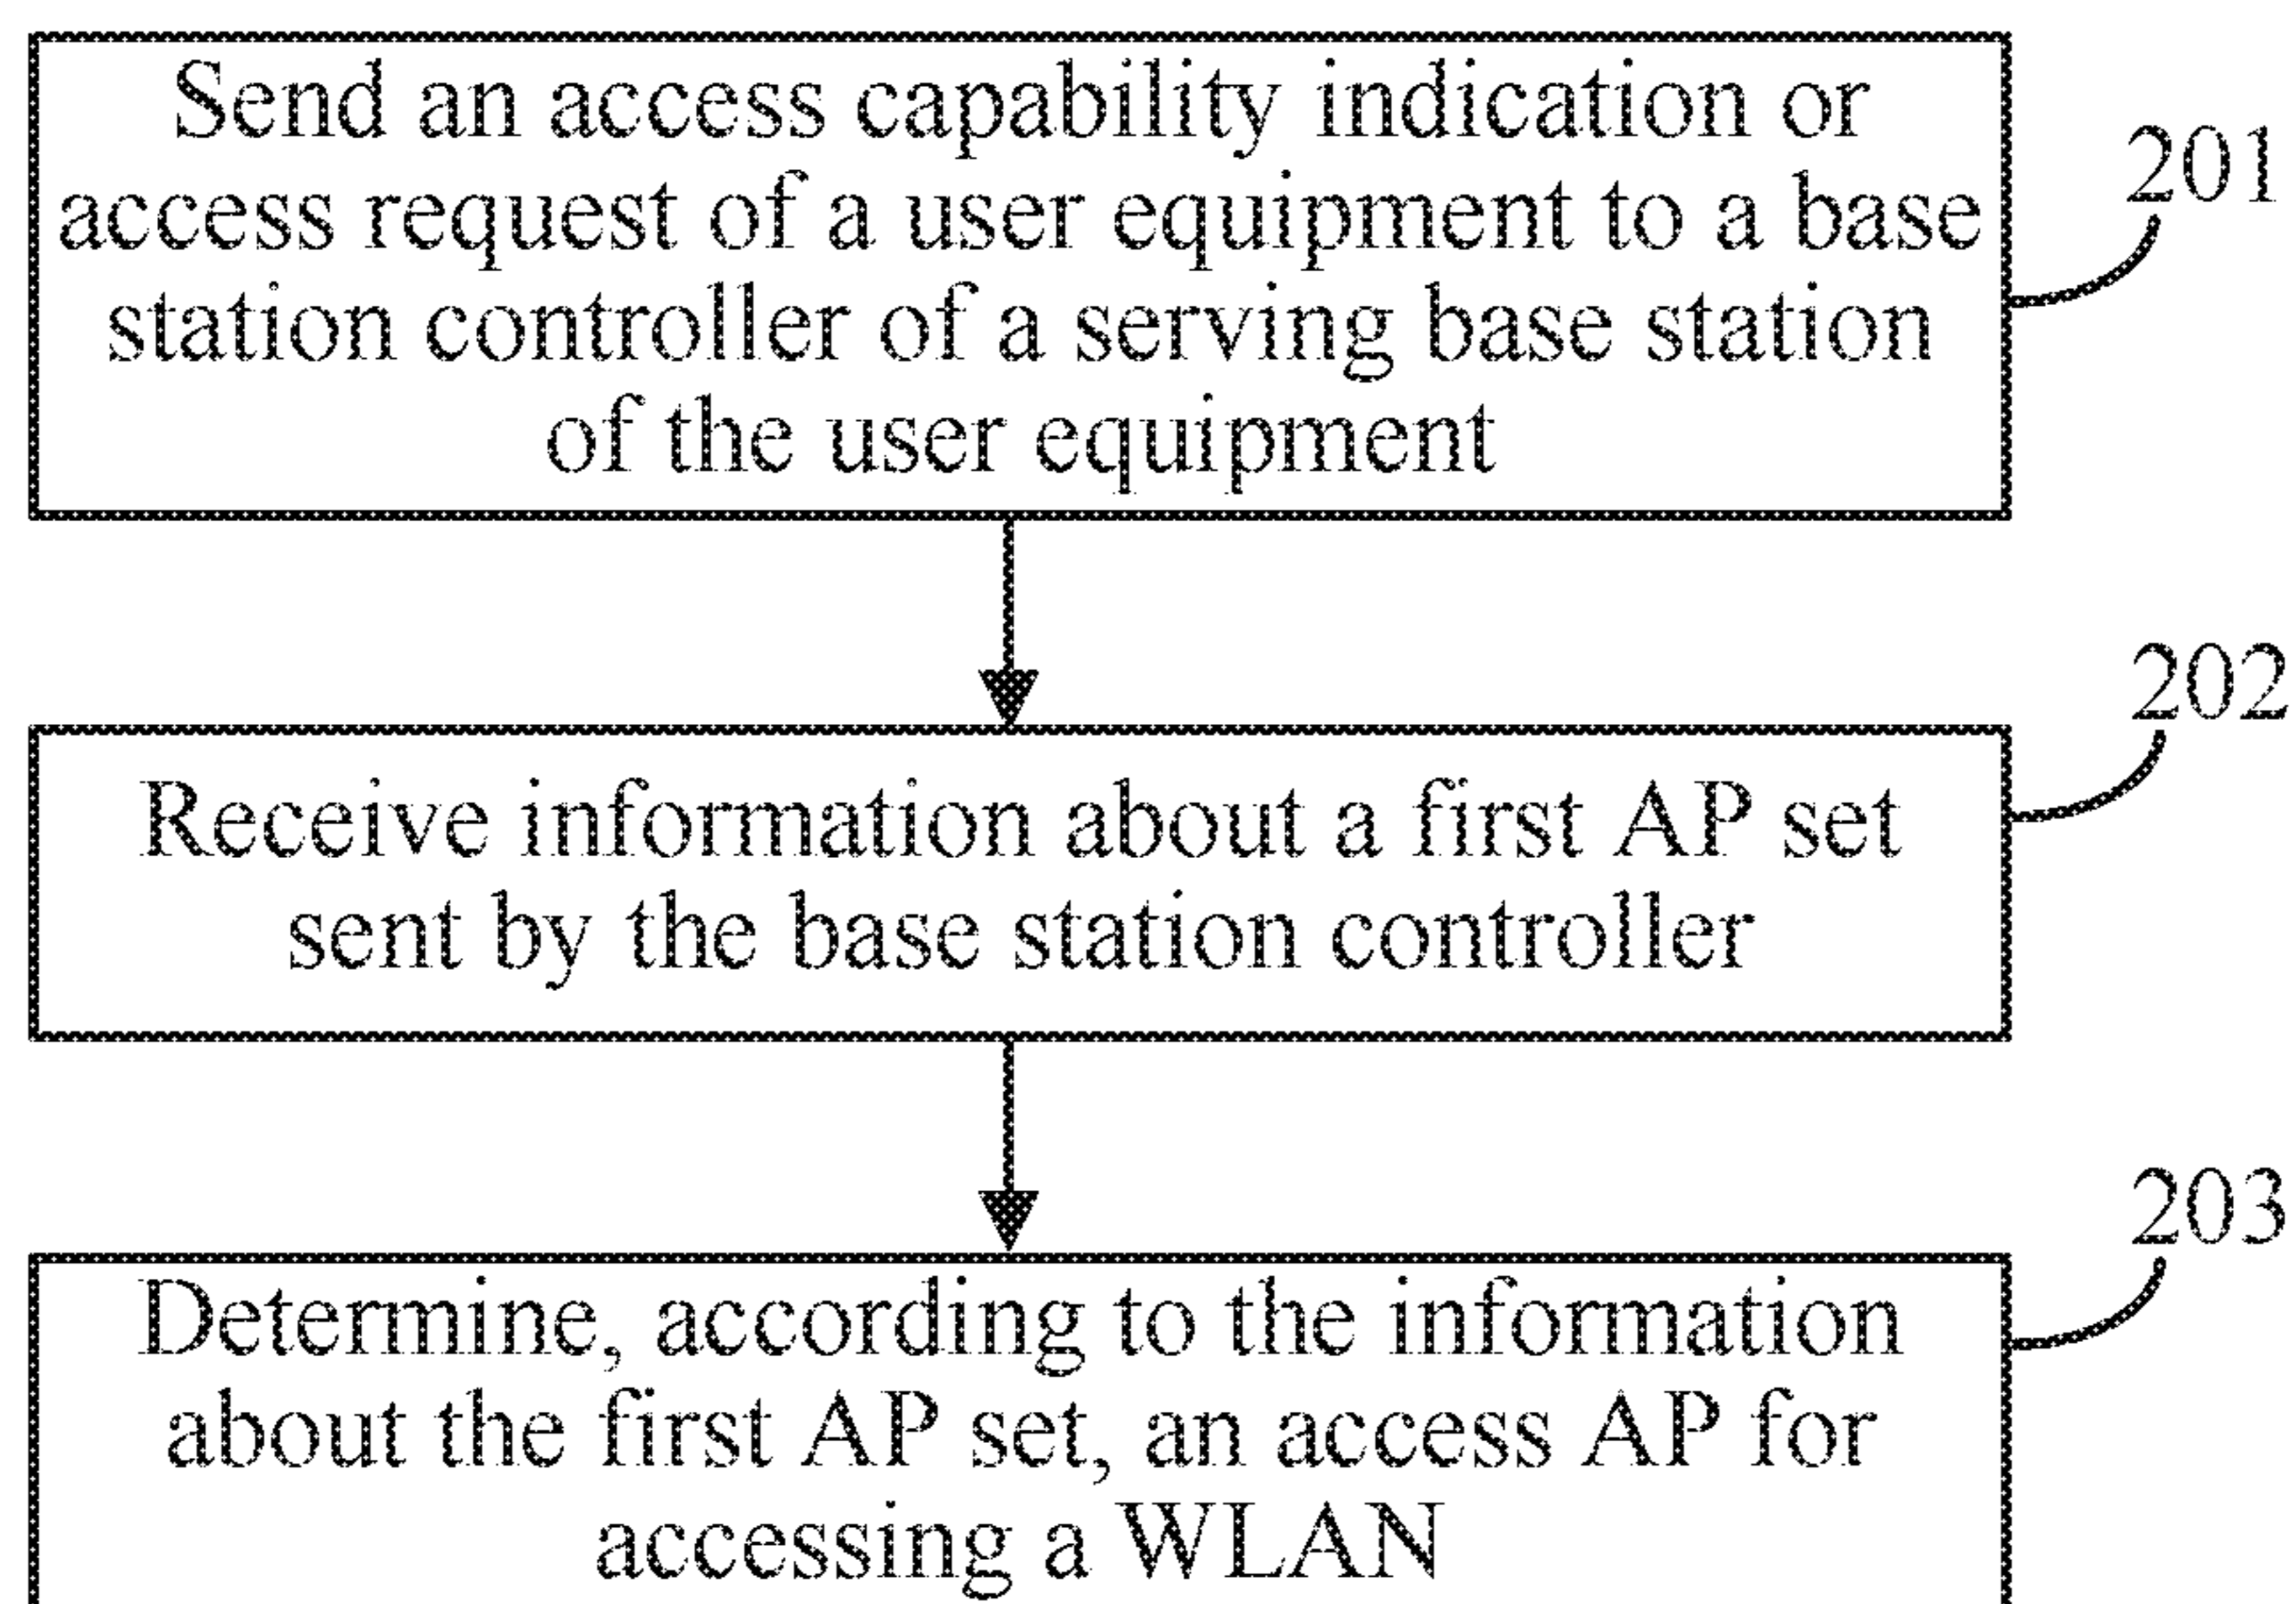 Send an access capability indication or
access request of a user equipment to a base
station controller of a serving base station
of the user equipment
201
Receive information about a first AP set
sent by the base station controller
202
Determine, according to the information
about the first AP set, an access AP for
accessing a WLAN
203